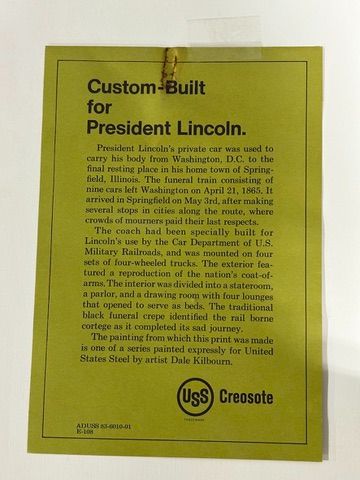 Custom-Built
for
President Lincoln.
President Lincoln's private car was used to
carry his body from Washington, D.C. to the
final resting place in his home town of Spring-
field, Illinois. The funeral train consisting of
nine cars left Washington on April 21, 1865. It
arrived in Springfield on May 3rd, after making
several stops in cities along the route, where
crowds of mourners paid their last respects.
The coach had been specially built for
Lincoln's use by the Car Department of U.S.
Military Railroads, and was mounted on four
sets of four-wheeled trucks. The exterior fea-
tured a reproduction of the nation's coat-of-
arms. The interior was divided into a stateroom,
a parlor, and a drawing room with four lounges
that opened to serve as beds. The traditional
black funeral crepe identified the rail borne
cortege as it completed its sad journey.
The painting from which this print was made
is one of a series painted expressly for United
States Steel by artist Dale Kilbourn.
USS Creosote
TRADEMARK
ADUSS 83-6010-01
E-108